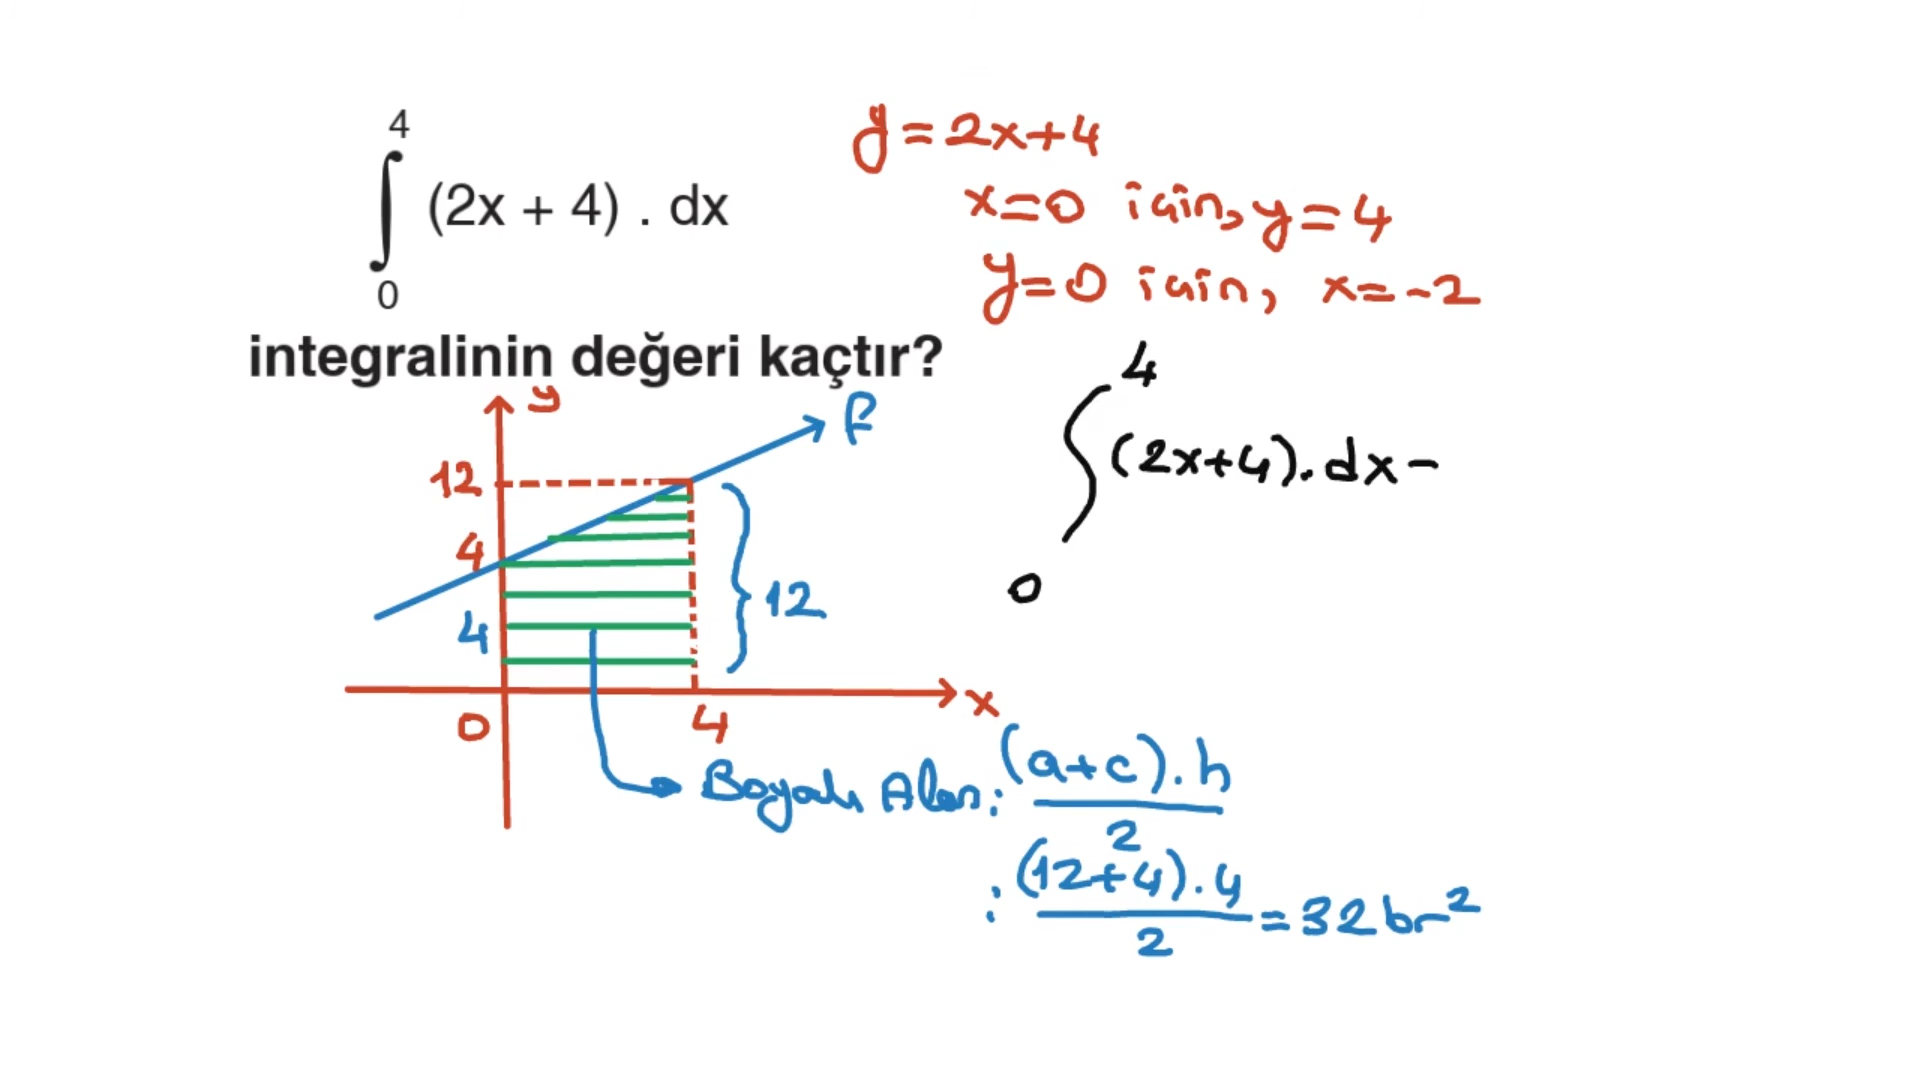 4
∫ (2x + 4) . dx
0
integralinin değeri kaçtır?
y = 2x+4
x=0 için, y = 4
y=0 için, x=-2
4
∫ (2x+4). dx -
0
y
f
12
4
4
12
0
4
x
Boyalı Alan: (a+c).h / 2
: (12+4).4 / 2 = 32 br²